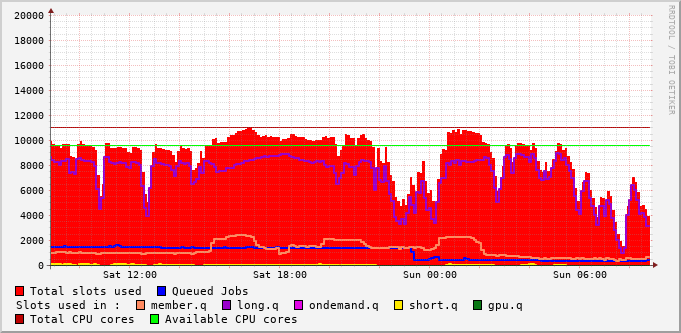 20000
18000
16000
14000
12000
10000
8000
6000
4000
2000
0
Sat 12:00 Sat 18:00 Sun 00:00 Sun 06:00
RRDTOOL / TOBI OETIKER
Total slots used Queued Jobs
Slots used in : member.q long.q ondemand.q short.q gpu.q
Total CPU cores Available CPU cores